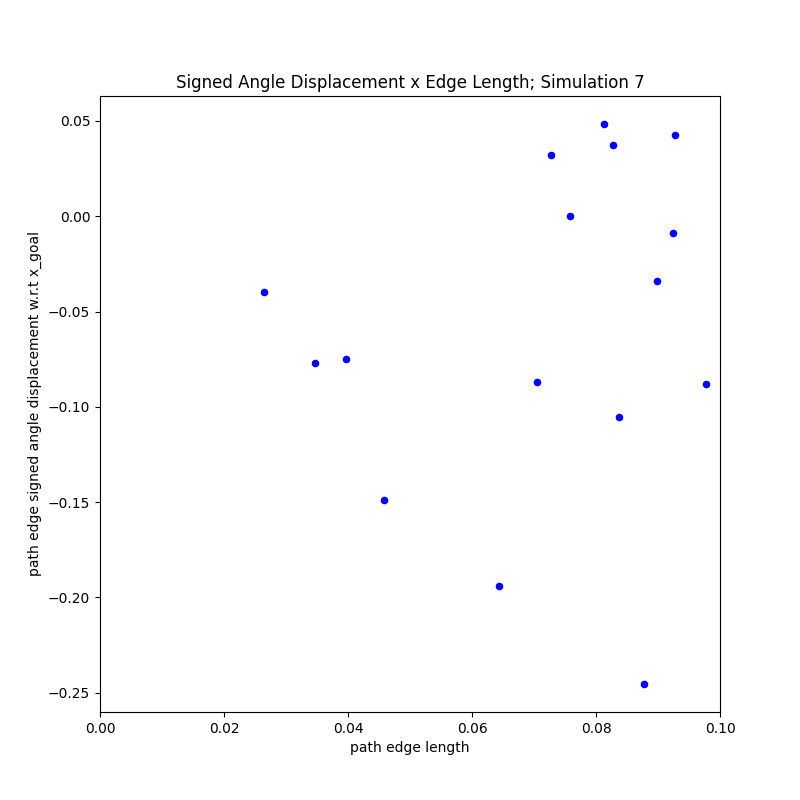 Signed Angle Displacement x Edge Length; Simulation 7
0.05
0.00
−0.05
−0.10
−0.15
−0.20
−0.25
path edge signed angle displacement w.r.t x_goal
0.00 0.02 0.04 0.06 0.08 0.10
path edge length